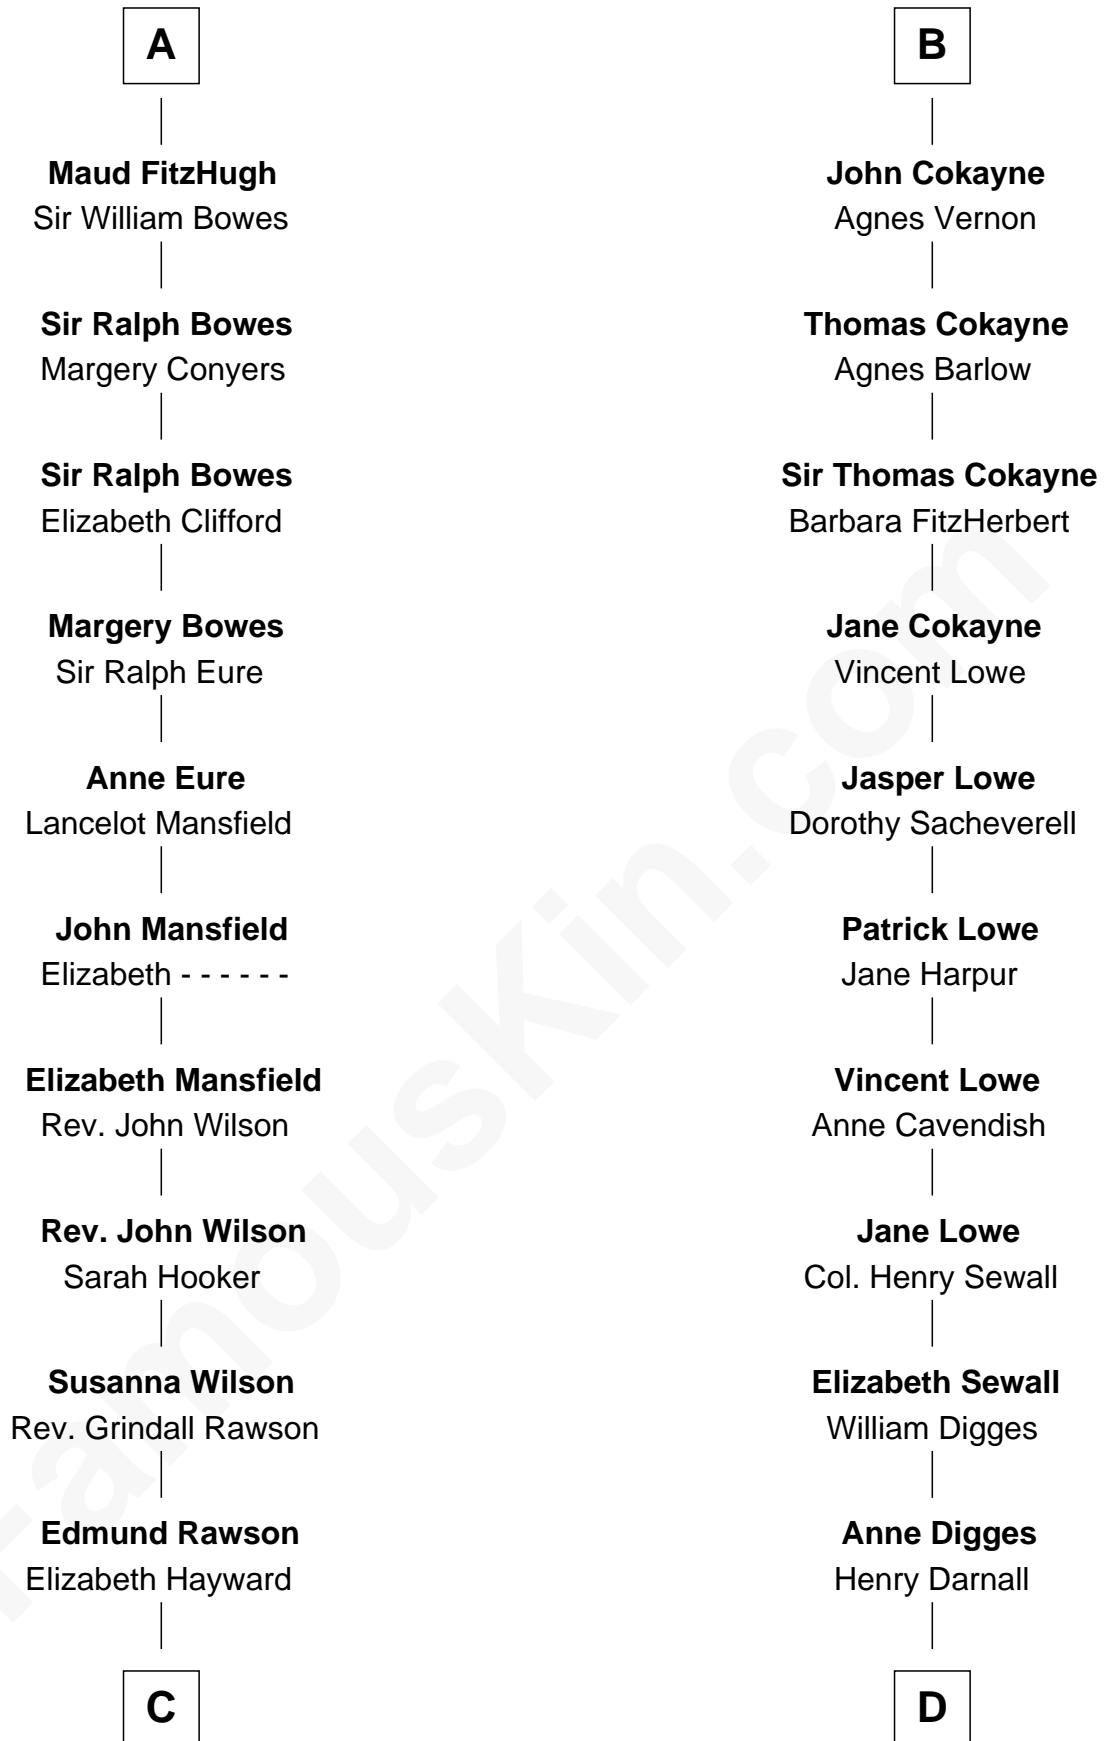 A
Maud FitzHugh
Sir William Bowes
Sir Ralph Bowes
Margery Conyers
Sir Ralph Bowes
Elizabeth Clifford
Margery Bowes
Sir Ralph Eure
Anne Eure
Lancelot Mansfield
John Mansfield
Elizabeth - - - - - -
Elizabeth Mansfield
Rev. John Wilson
Rev. John Wilson
Sarah Hooker
Susanna Wilson
Rev. Grindall Rawson
Edmund Rawson
Elizabeth Hayward
C
B
John Cokayne
Agnes Vernon
Thomas Cokayne
Agnes Barlow
Sir Thomas Cokayne
Barbara FitzHerbert
Jane Cokayne
Vincent Lowe
Jasper Lowe
Dorothy Sacheverell
Patrick Lowe
Jane Harpur
Vincent Lowe
Anne Cavendish
Jane Lowe
Col. Henry Sewall
Elizabeth Sewall
William Digges
Anne Digges
Henry Darnall
D
FamousKin.com